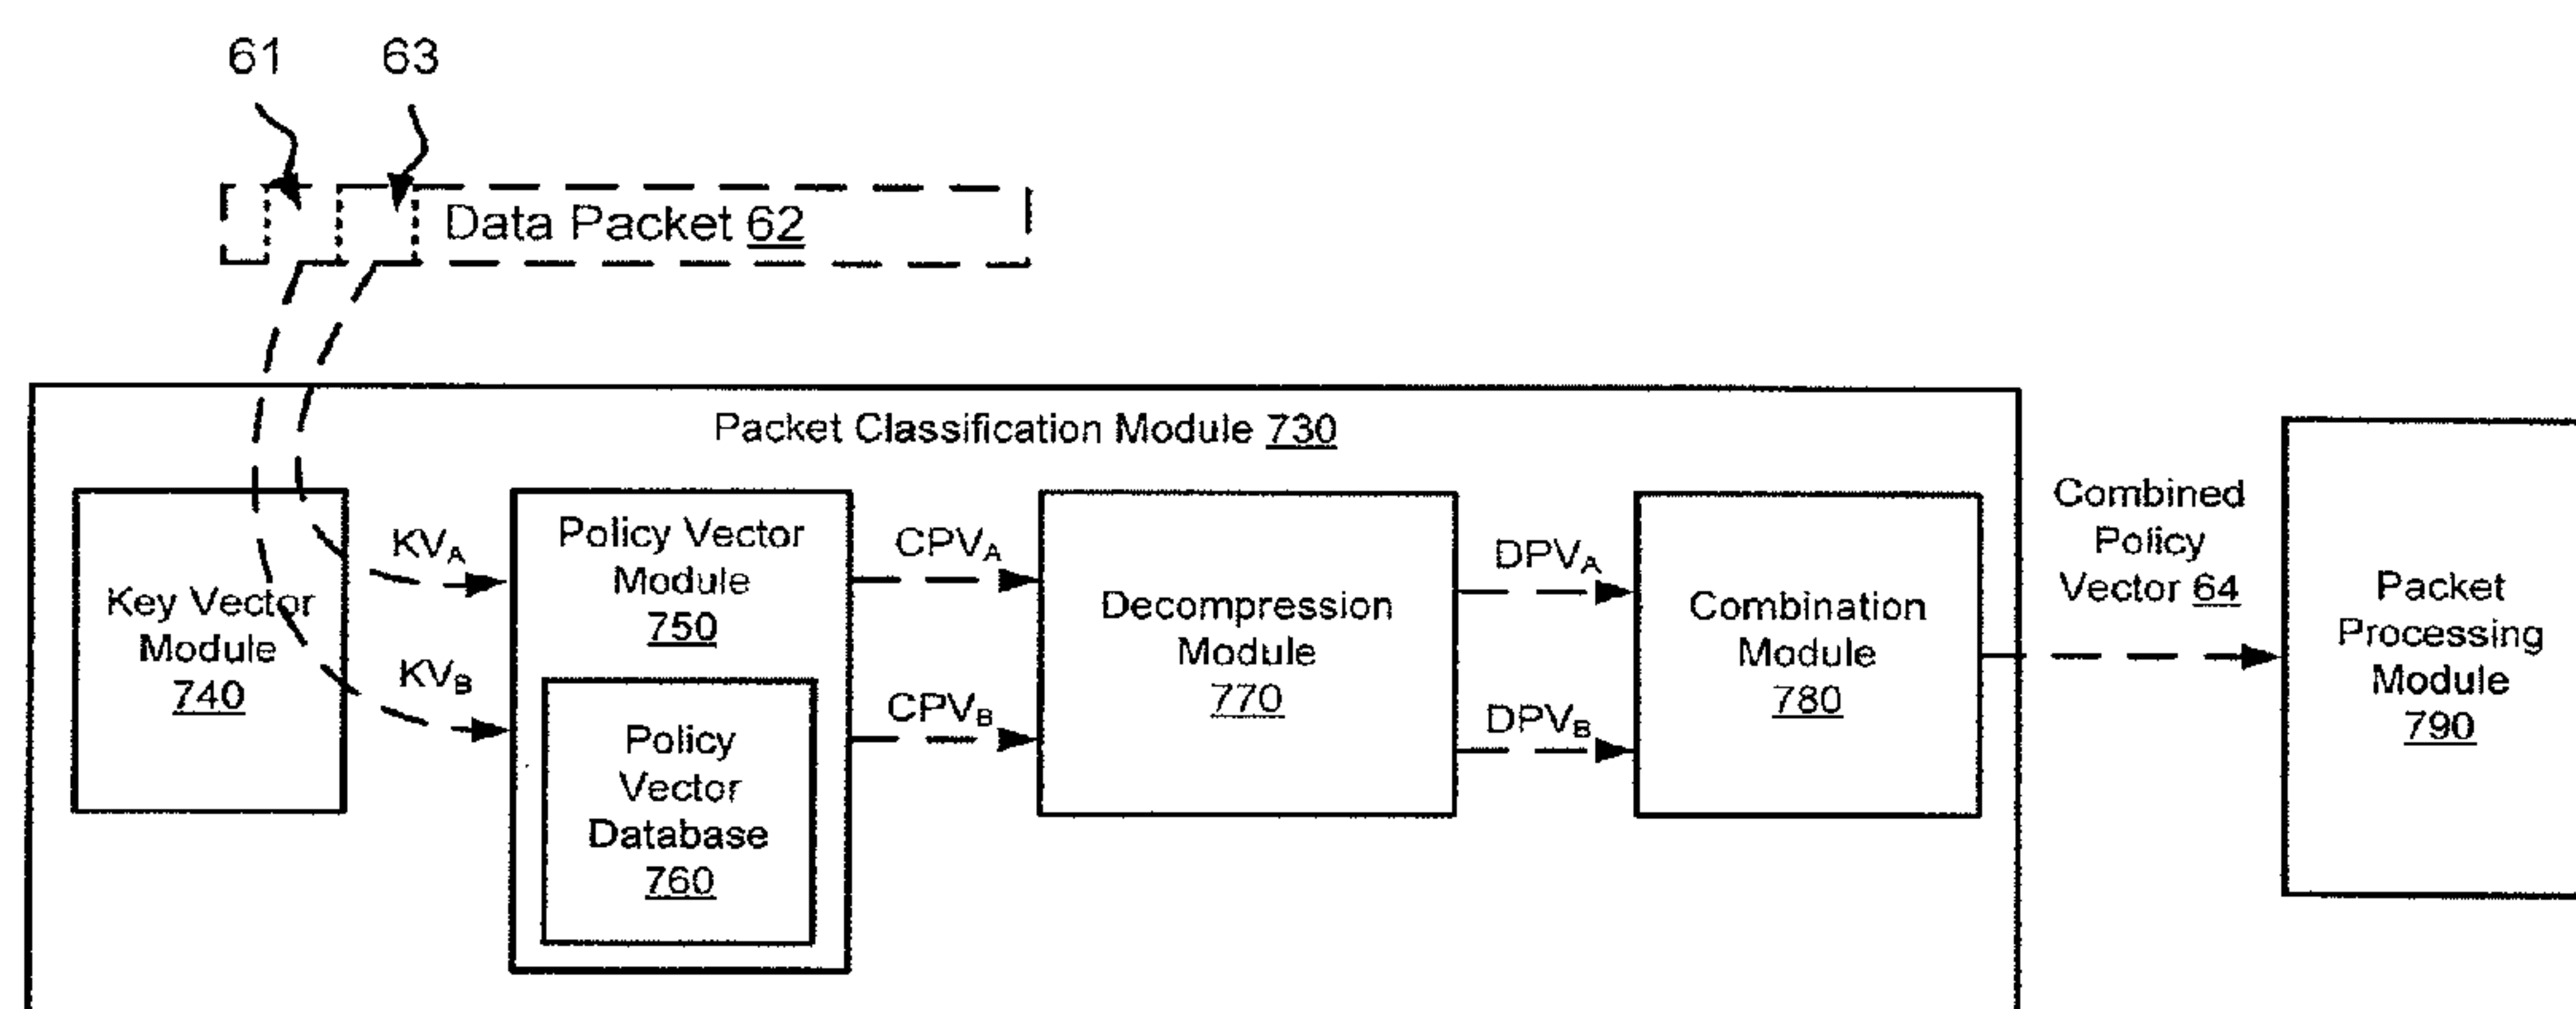 61
63
Data Packet 62
Packet Classification Module 730
Key Vector
Module
740
KVA
KVB
Policy Vector
Module
750
Policy
Vector
Database
760
CPVA
CPVB
Decompression
Module
770
DPVA
DPVB
Combination
Module
780
Combined
Policy
Vector 64
Packet
Processing
Module
790